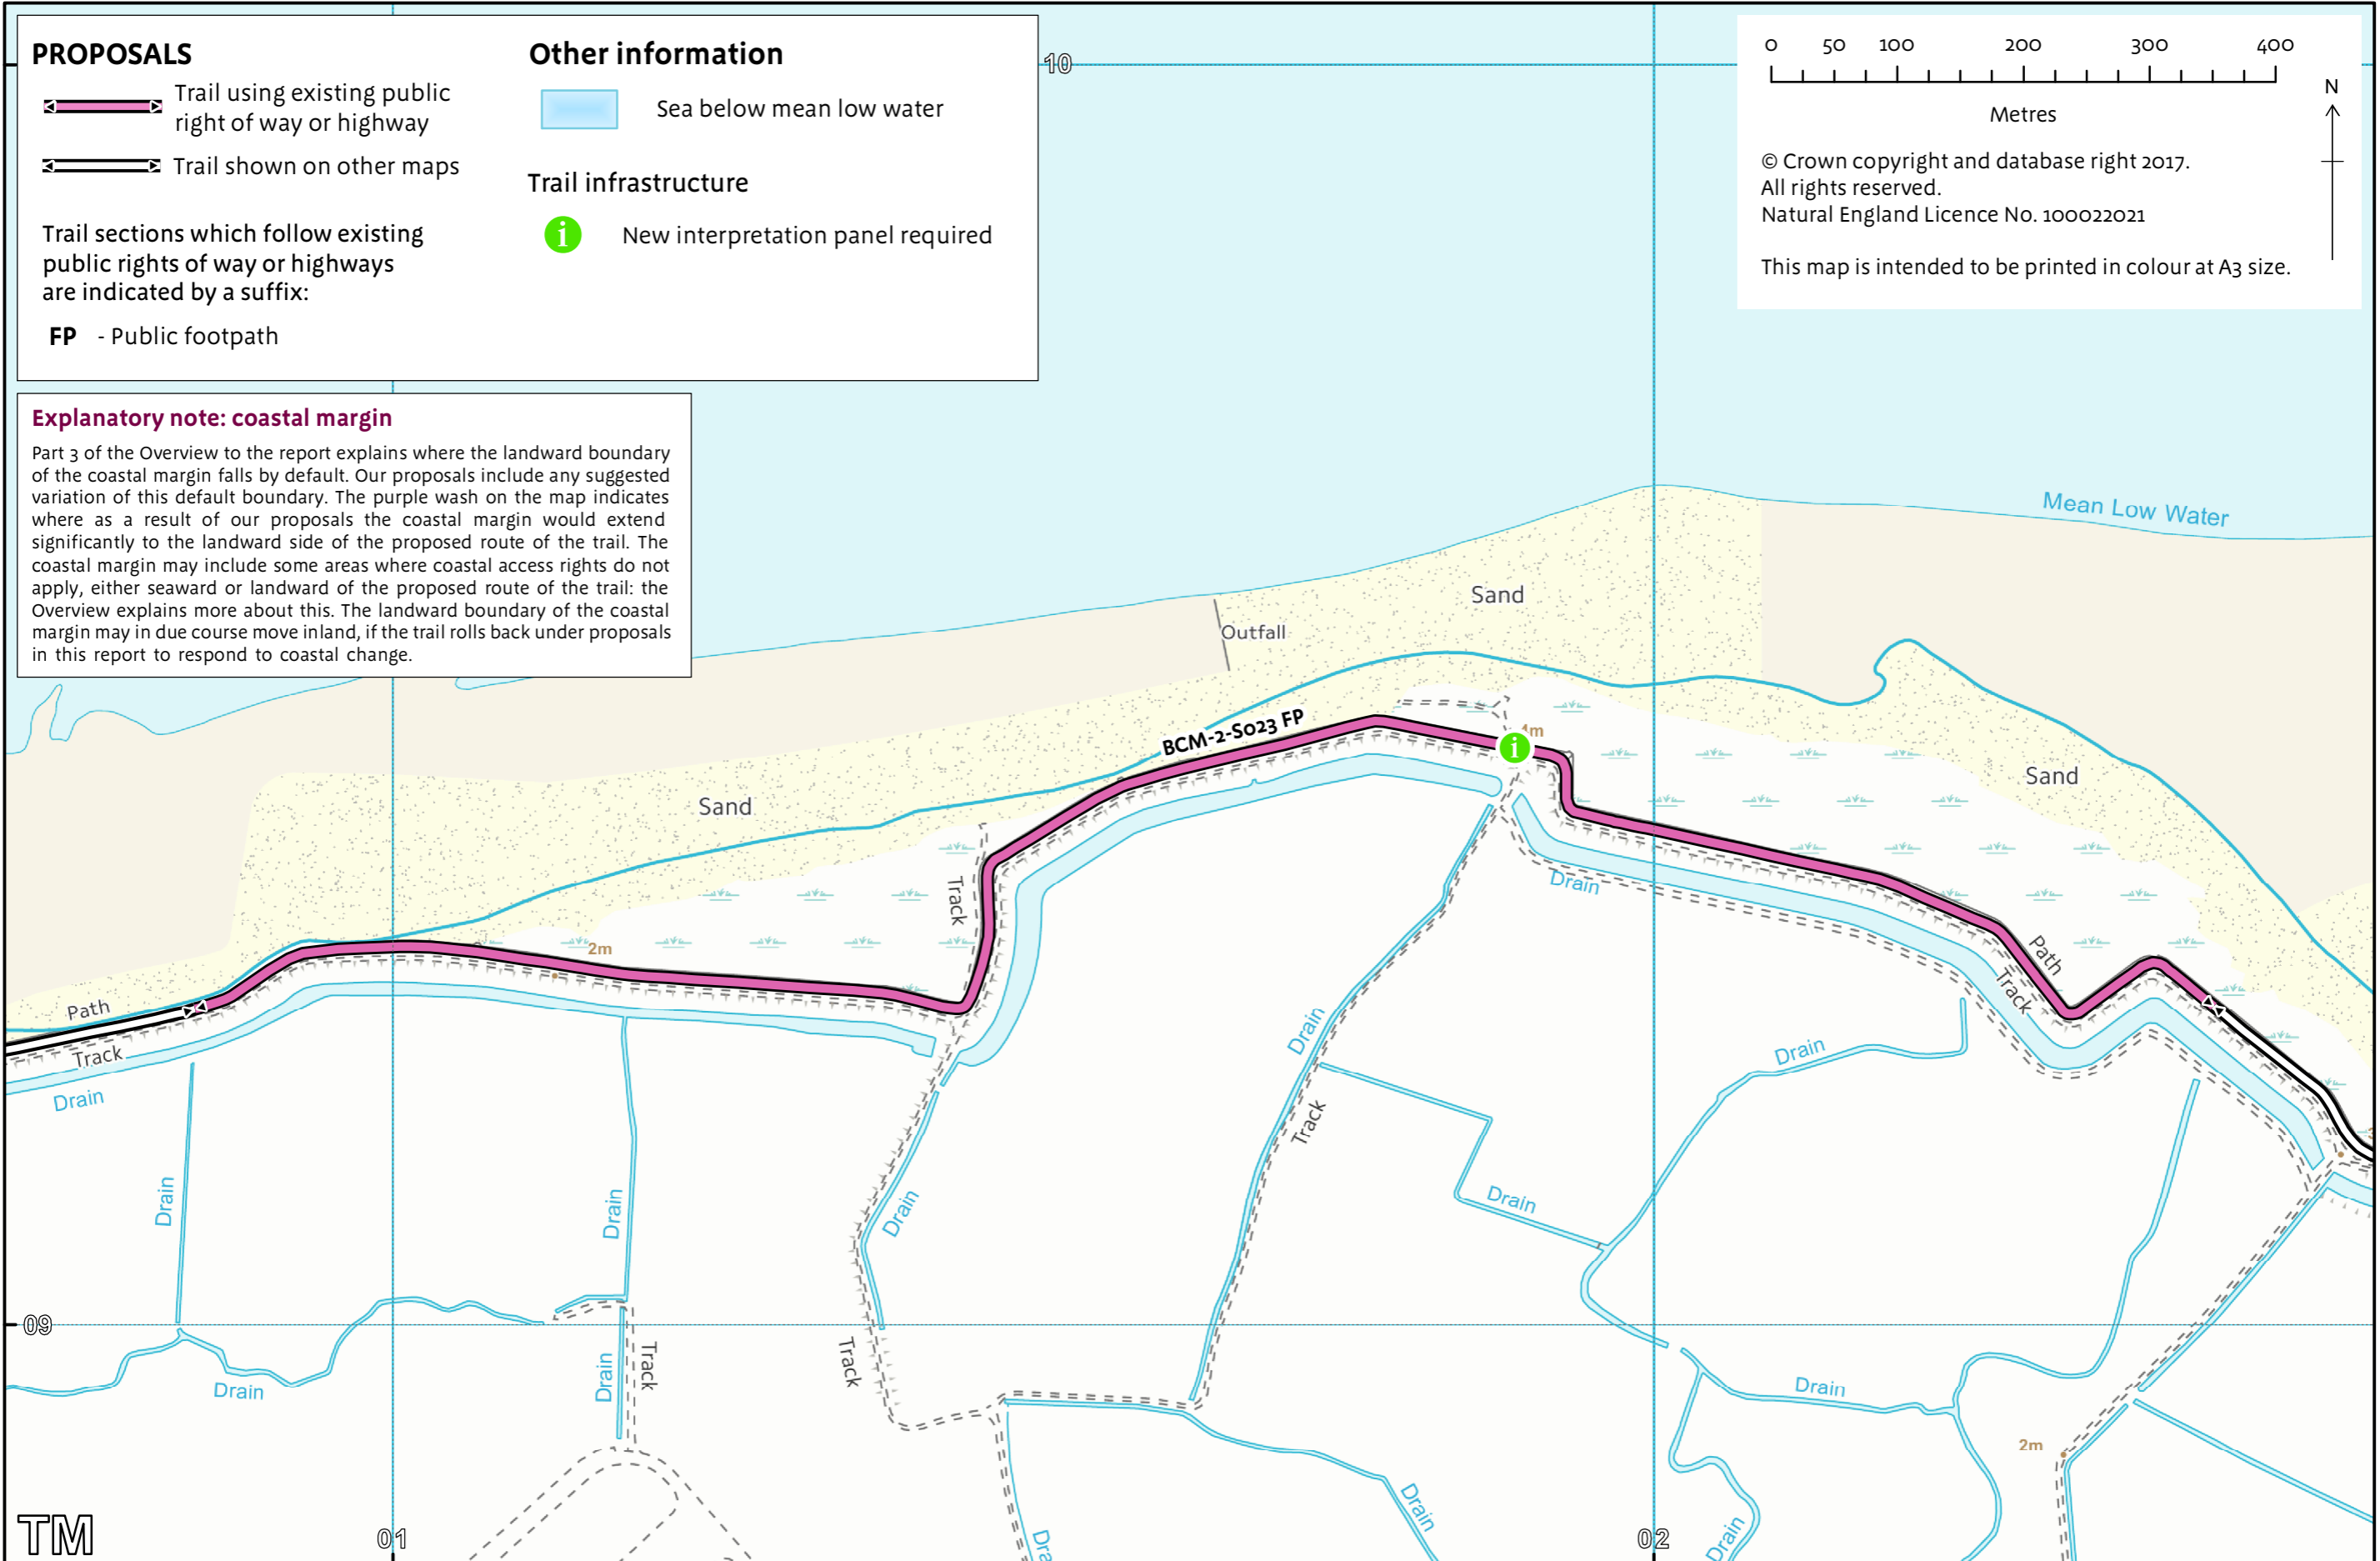 PROPOSALS
Trail using existing public
right of way or highway
Trail shown on other maps
Trail sections which follow existing
public rights of way or highways
are indicated by a suffix:
FP - Public footpath
Other information
Sea below mean low water
Trail infrastructure
i New interpretation panel required
10
0 50 100 200 300 400
Metres
N
© Crown copyright and database right 2017.
All rights reserved.
Natural England Licence No. 100022021
This map is intended to be printed in colour at A3 size.
Explanatory note: coastal margin
Part 3 of the Overview to the report explains where the landward boundary
of the coastal margin falls by default. Our proposals include any suggested
variation of this default boundary. The purple wash on the map indicates
where as a result of our proposals the coastal margin would extend
significantly to the landward side of the proposed route of the trail. The
coastal margin may include some areas where coastal access rights do not
apply, either seaward or landward of the proposed route of the trail: the
Overview explains more about this. The landward boundary of the coastal
margin may in due course move inland, if the trail rolls back under proposals
in this report to respond to coastal change.
Mean Low Water
Sand
Outfall
BCM-2-S023 FP
4m
i
Sand
Sand
Track
Drain
2m
Path
Track
Path
Track
Drain
Drain
Drain
Track
Drain
Drain
Drain
Drain
09
Track
Drain
Track
Drain
Drain
2m
Drain
Drain
TM
01
02